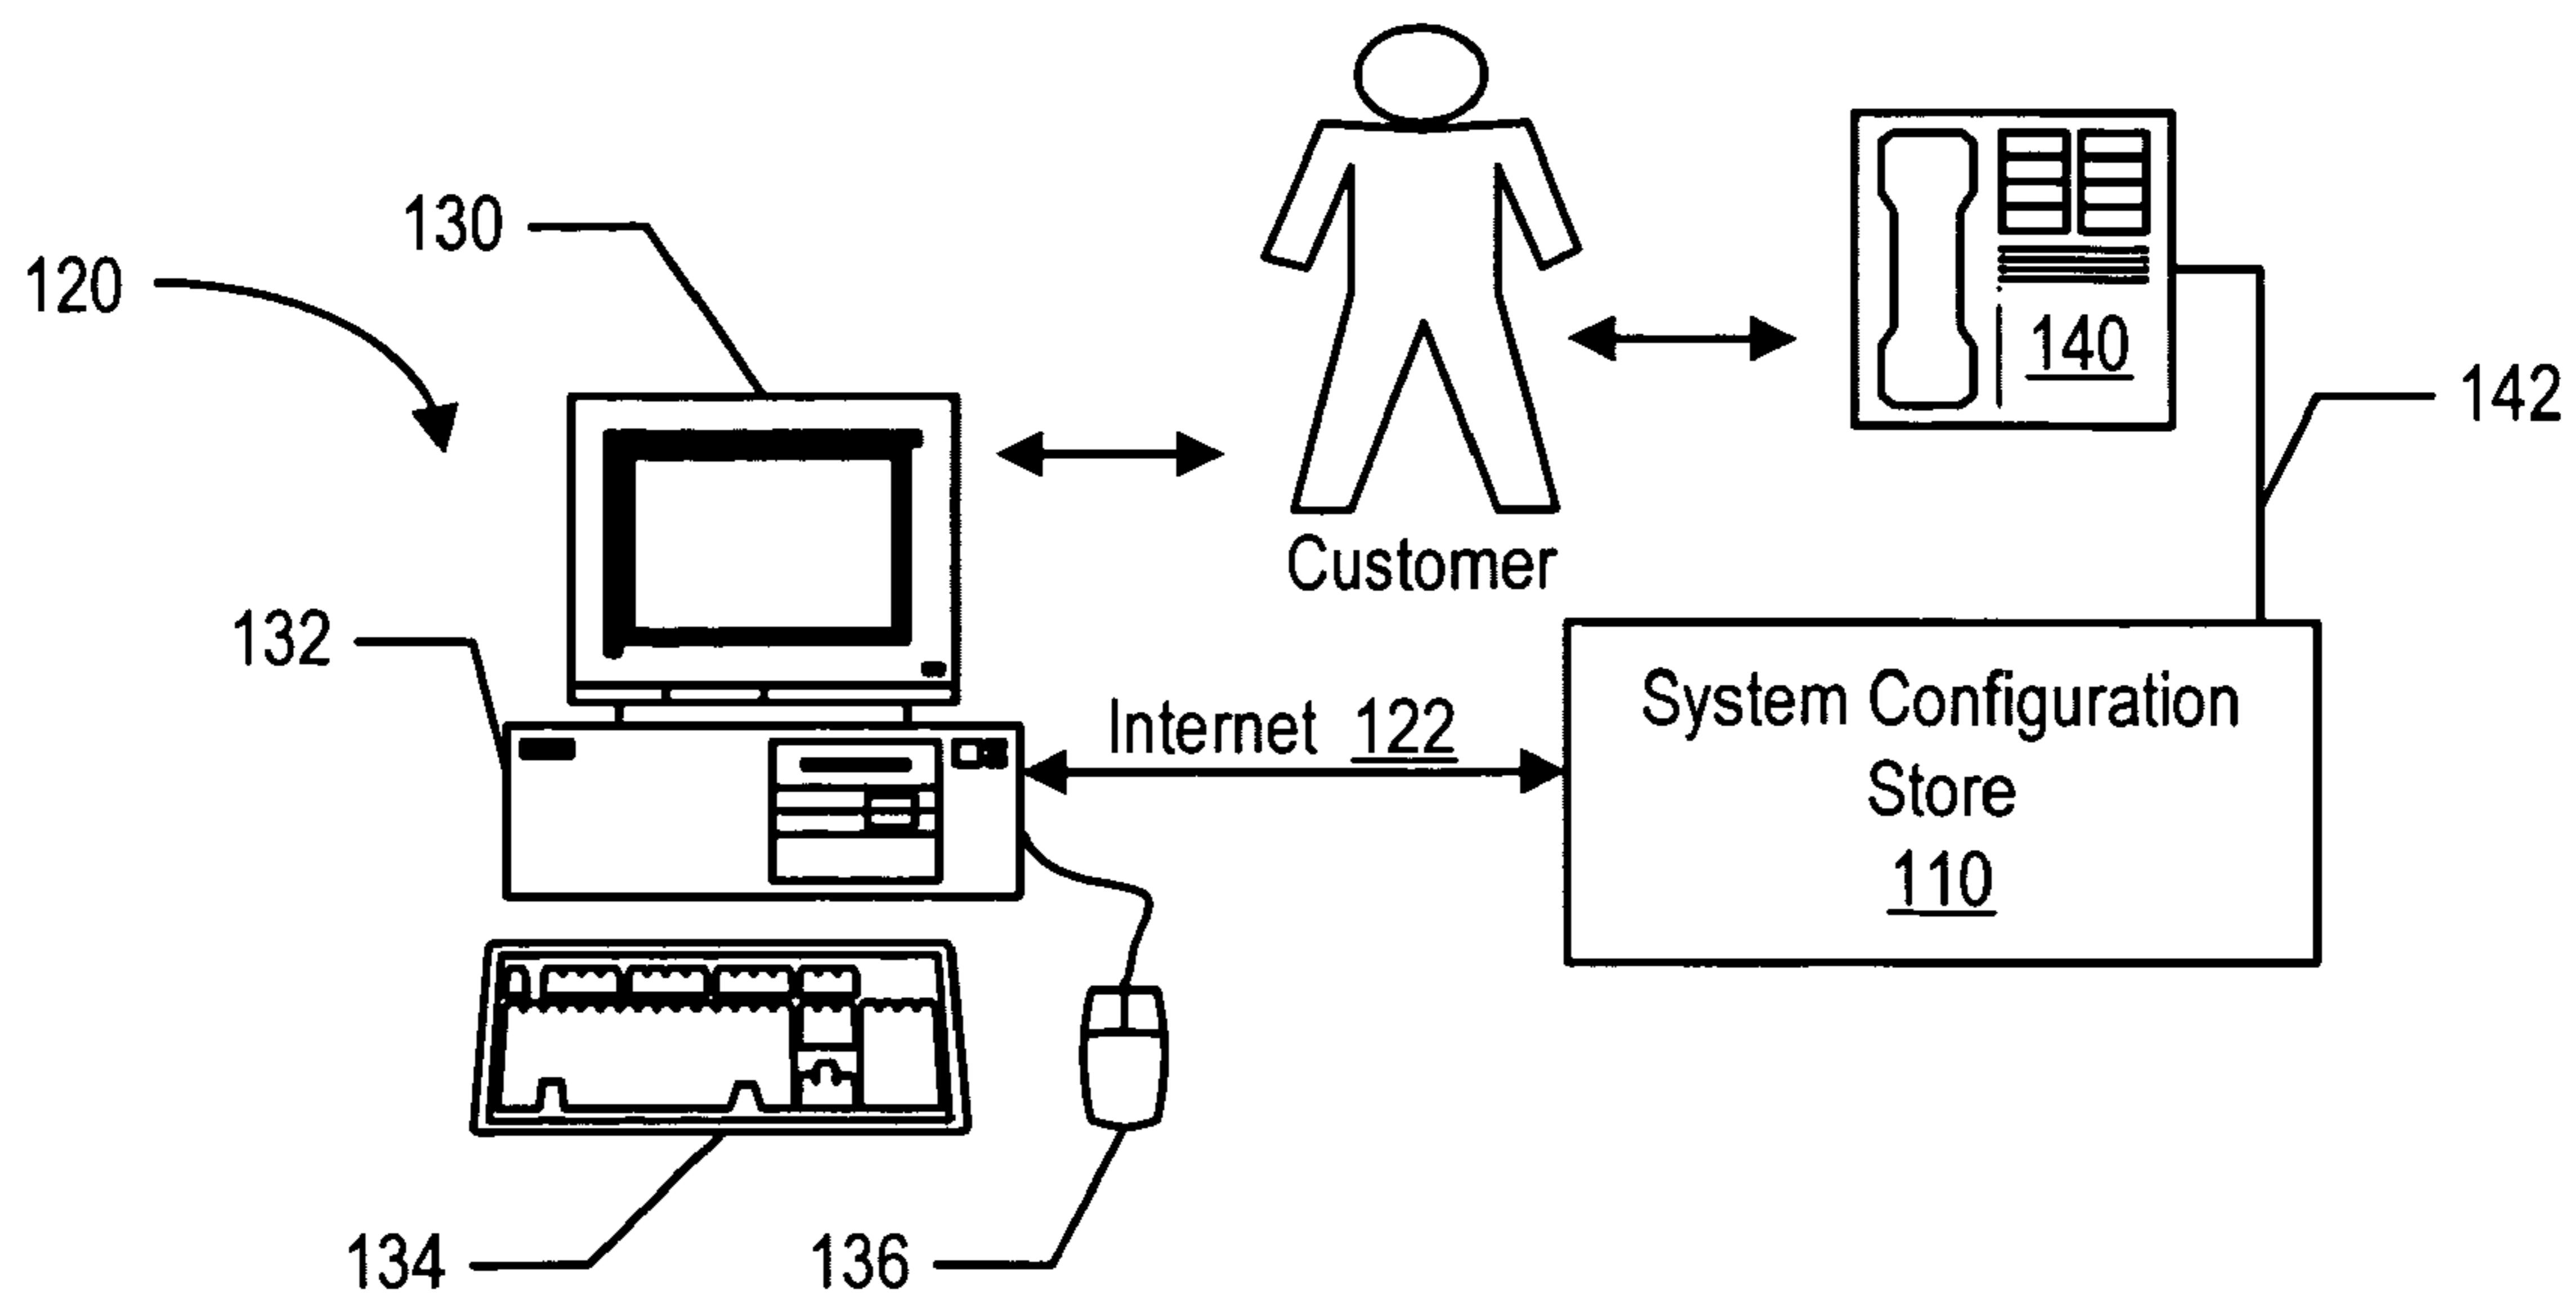 130
120
140
142
Customer
132
Internet 122
System Configuration
Store
110
134
136